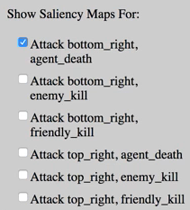 Show Saliency Maps For:
Attack bottom_right,
agent_death
Attack bottom_right,
enemy_kill
Attack bottom_right,
friendly_kill
Attack top_right, agent_death
Attack top_right, enemy_kill
Attack top_right, friendly_kill